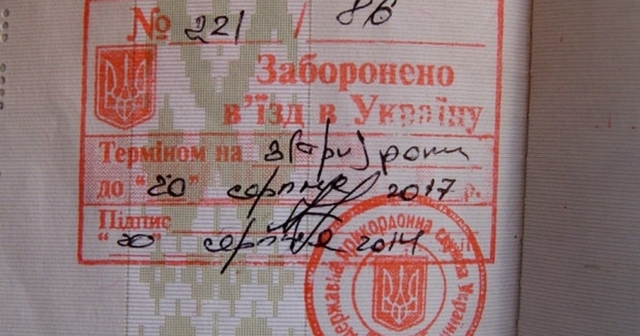 № 221 / 86
Заборонено
в'їзд в Україну
Терміном на 3(три) роки
до "20" серпня 2017 р.
Підпис
"20" серпня 2014
Державна прикордонна служба України